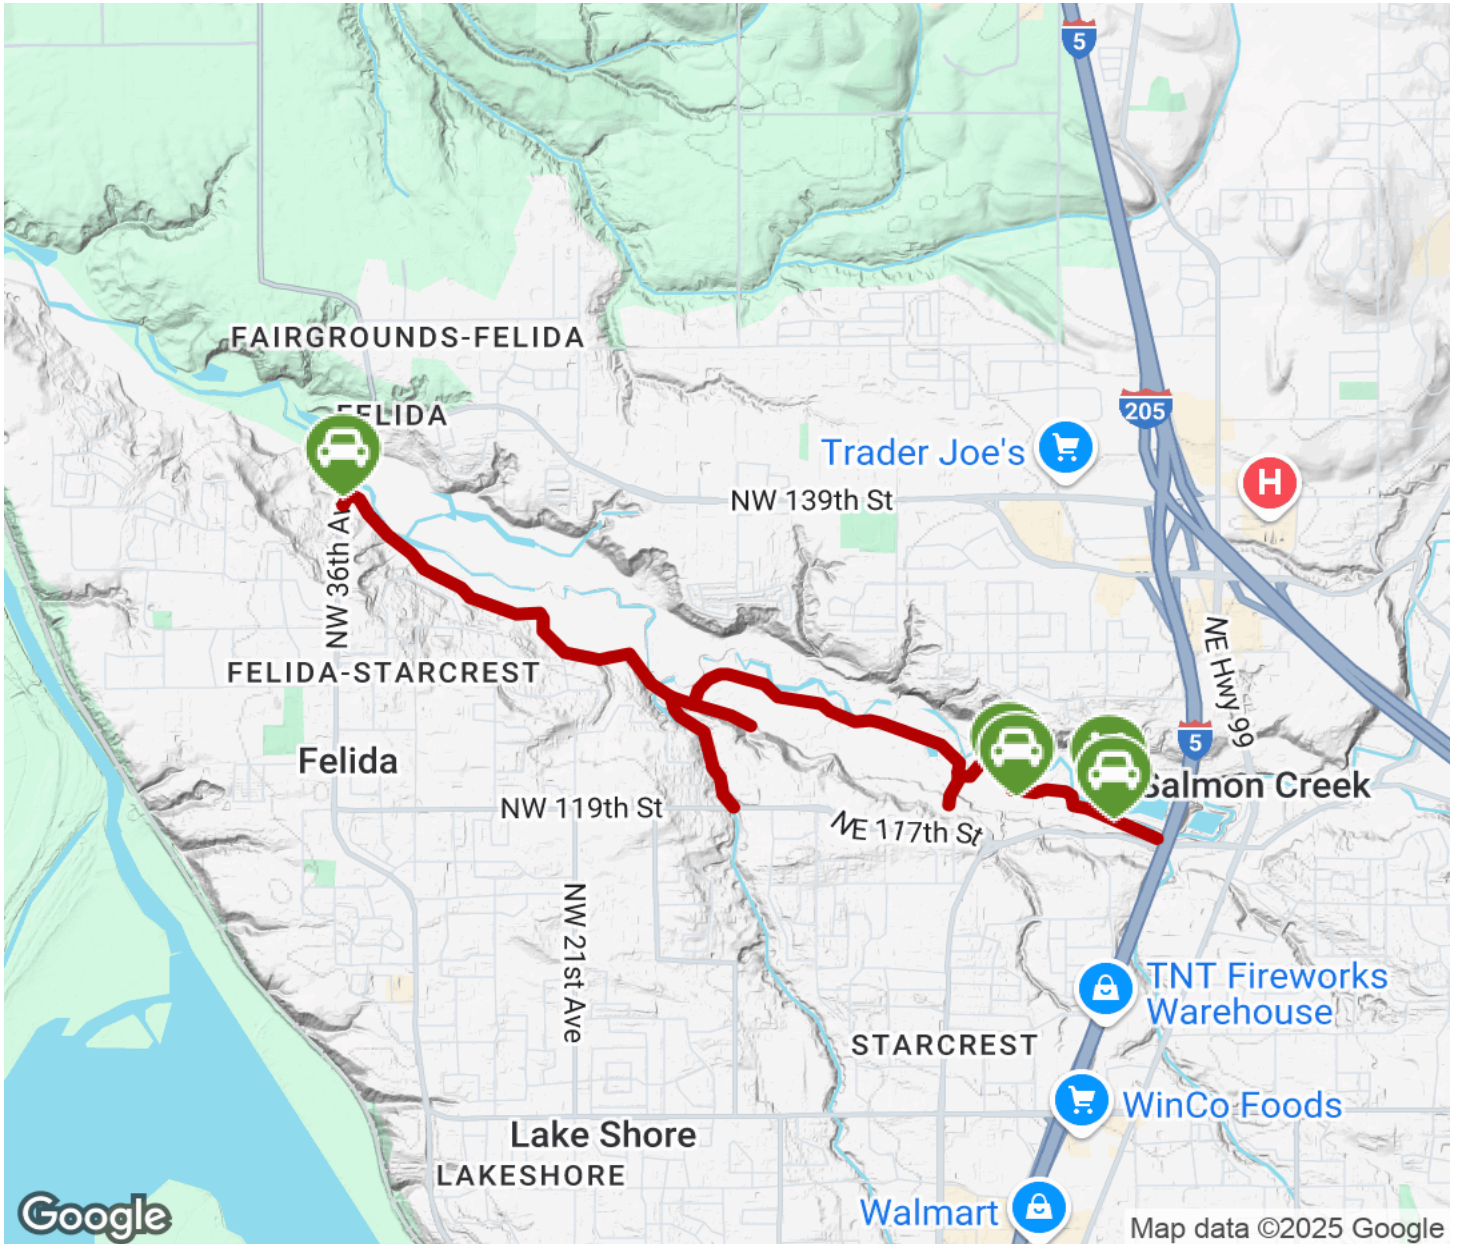 5
FAIRGROUNDS-FELIDA
FELIDA
205
Trader Joe's
H
NW 139th St
NW 36th Av
NE Hwy 99
FELIDA-STARCREST
5
Felida
Salmon Creek
NW 119th St
NE 117th St
NW 21st Ave
TNT Fireworks
Warehouse
STARCREST
WinCo Foods
Lake Shore
LAKESHORE
Walmart
Google
Map data ©2025 Google